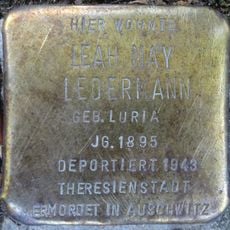 HIER WOHNTE
LEAH MAY
LEDERMANN
GEB. LURIA
JG. 1895
DEPORTIERT 1943
THERESIENSTADT
ERMORDET IN AUSCHWITZ